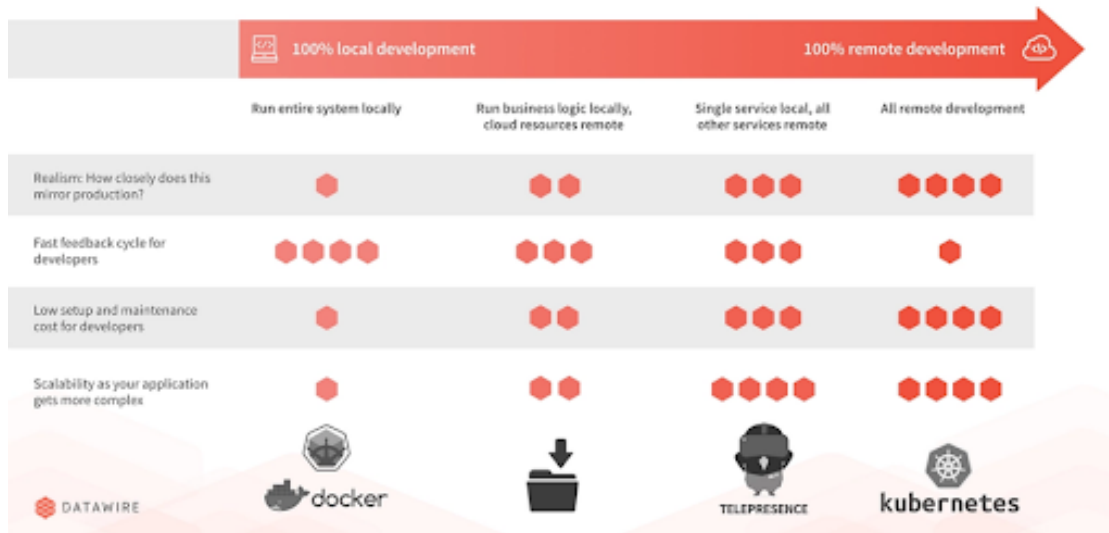 100% local development
100% remote development
Run entire system locally
Run business logic locally,
cloud resources remote
Single service local, all
other services remote
All remote development
Realism: How closely does this
mirror production?
Fast feedback cycle for
developers
Low setup and maintenance
cost for developers
Scalability as your application
gets more complex
docker
TELEPRESENCE
kubernetes
DATAWIRE